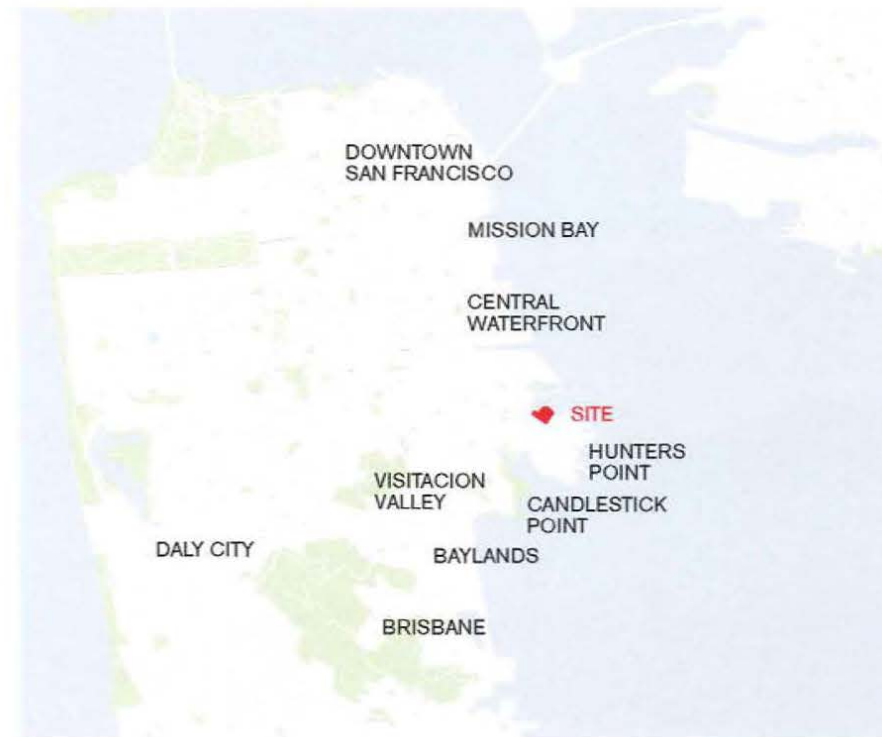 DOWNTOWN
SAN FRANCISCO
MISSION BAY
CENTRAL
WATERFRONT
SITE
HUNTERS
POINT
VISITACION
VALLEY
CANDLESTICK
POINT
DALY CITY
BAYLANDS
BRISBANE